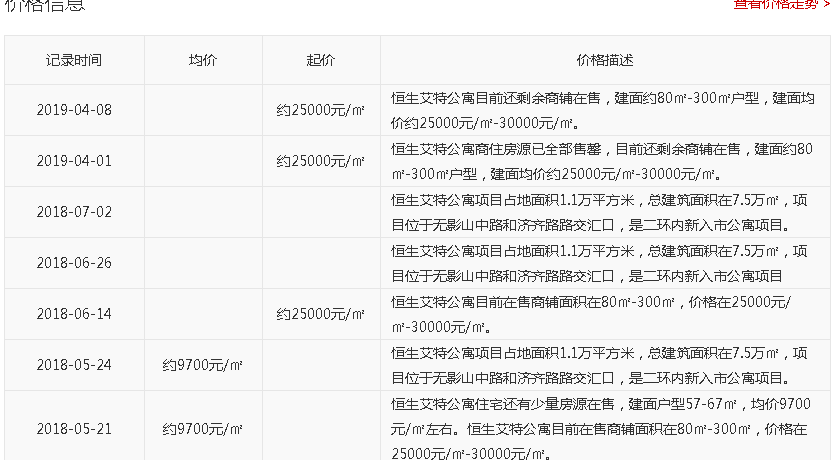 价格信息
查看价格走势 >
记录时间 均价 起价 价格描述
2019-04-08 约25000元/㎡ 恒生艾特公寓目前还剩余商铺在售，建面约80㎡-300㎡户型，建面均
价约25000元/㎡-30000元/㎡。
2019-04-01 约25000元/㎡ 恒生艾特公寓商住房源已全部售罄，目前还剩余商铺在售，建面约80
㎡-300㎡户型，建面均价约25000元/㎡-30000元/㎡。
2018-07-02 恒生艾特公寓项目占地面积1.1万平方米，总建筑面积在7.5万㎡，项
目位于无影山中路和济齐路路交汇口，是二环内新入市公寓项目。
2018-06-26 恒生艾特公寓项目占地面积1.1万平方米，总建筑面积在7.5万㎡，项
目位于无影山中路和济齐路路交汇口，是二环内新入市公寓项目
2018-06-14 约25000元/㎡ 恒生艾特公寓目前在售商铺面积在80㎡-300㎡，价格在25000元/
㎡-30000元/㎡。
2018-05-24 约9700元/㎡ 恒生艾特公寓项目占地面积1.1万平方米，总建筑面积在7.5万㎡，项
目位于无影山中路和济齐路路交汇口，是二环内新入市公寓项目。
2018-05-21 约9700元/㎡ 恒生艾特公寓住宅还有少量房源在售，建面户型57-67㎡，均价9700
元/㎡左右。恒生艾特公寓目前在售商铺面积在80㎡-300㎡，价格在
25000元/㎡-30000元/㎡。